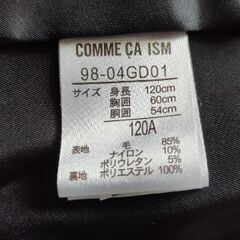 COMME ÇA ISM
98-04GD01
サイズ 身長 120cm
胸囲 60cm
胴囲 54cm
120A
表地 毛 85%
ナイロン 10%
ポリウレタン 5%
裏地 ポリエステル 100%